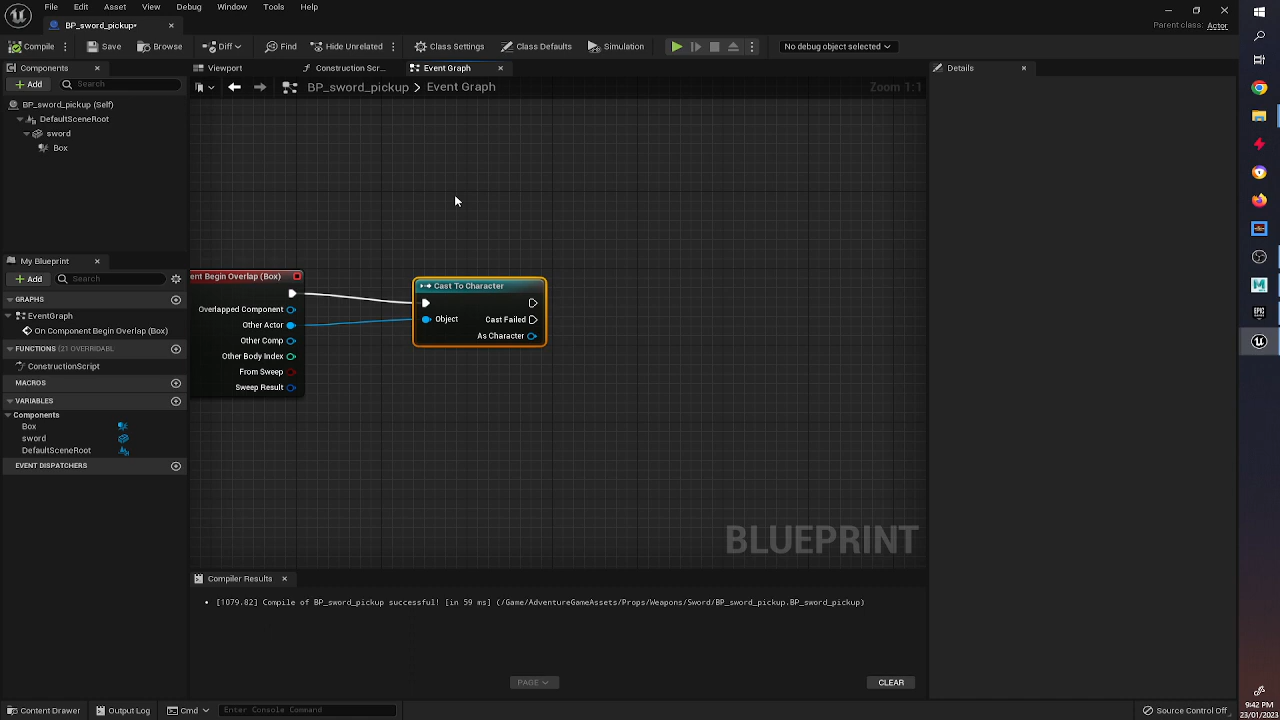 File Edit Asset View Debug Window Tools Help
BP_sword_pickup*
Parent class: Actor
Compile Save Browse Diff Find Hide Unrelated Class Settings Class Defaults Simulation No debug object selected
Components
Viewport Construction Scr... Event Graph
Details
Add Search
BP_sword_pickup > Event Graph
Zoom 1:1
BP_sword_pickup (Self)
DefaultSceneRoot
sword
Box
My Blueprint
Add Search
GRAPHS
EventGraph
On Component Begin Overlap (Box)
FUNCTIONS (21 OVERRIDABL
ConstructionScript
MACROS
VARIABLES
Components
Box
sword
DefaultSceneRoot
EVENT DISPATCHERS
ent Begin Overlap (Box)
Overlapped Component
Other Actor
Other Comp
Other Body Index
From Sweep
Sweep Result
Cast To Character
Object Cast Failed
As Character
BLUEPRINT
Compiler Results
[1079.82] Compile of BP_sword_pickup successful! [in 59 ms] (/Game/AdventureGameAssets/Props/Weapons/Sword/BP_sword_pickup.BP_sword_pickup)
PAGE
CLEAR
Content Drawer Output Log Cmd Enter Console Command
Source Control Off
9:42 PM
23/01/2023